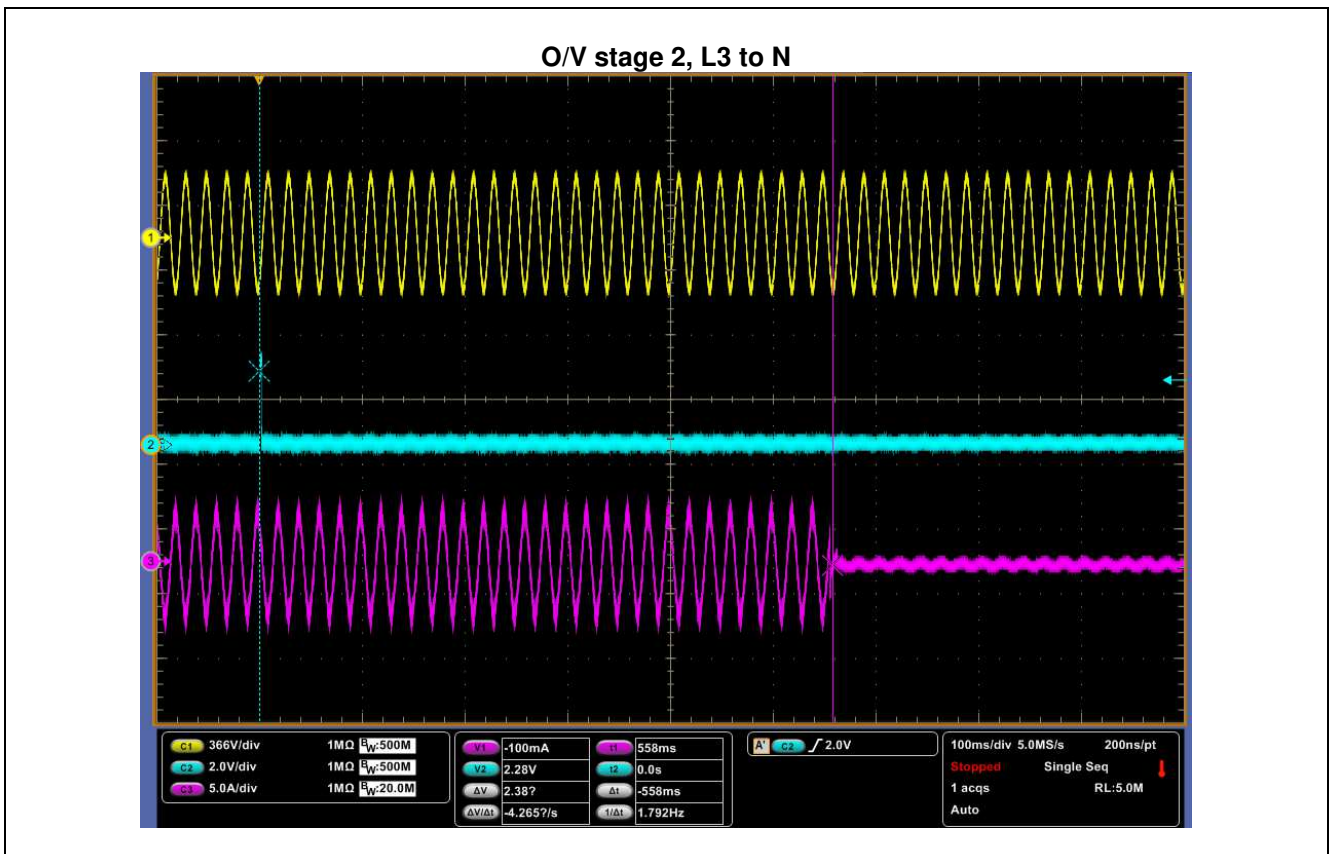 O/V stage 2, L3 to N
1
2
3
C1 366V/div 1MΩ BW:500M
C2 2.0V/div 1MΩ BW:500M
C3 5.0A/div 1MΩ BW:20.0M
V1 -100mA t1 558ms
V2 2.28V t2 0.0s
ΔV 2.38? Δt -558ms
ΔV/Δt -4.265?/s 1/Δt 1.792Hz
A' C2 2.0V
100ms/div 5.0MS/s 200ns/pt
Stopped Single Seq
1 acqs RL:5.0M
Auto